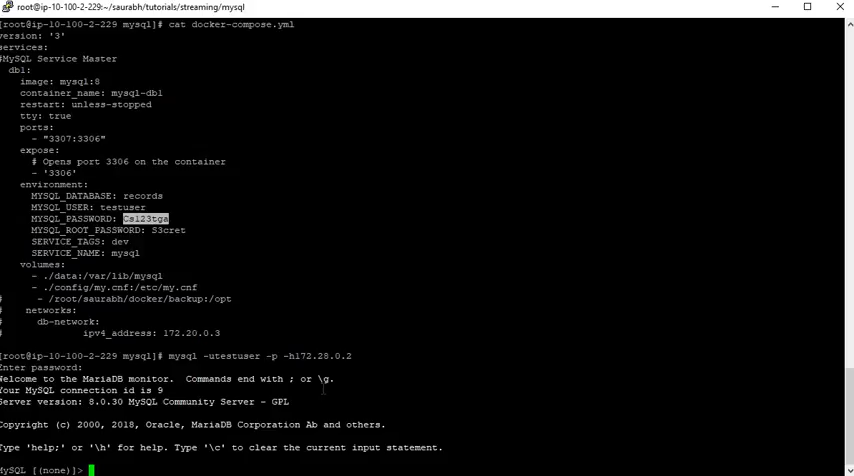 root@ip-10-100-2-229:~/saurabh/tutorials/streaming/mysql
[root@ip-10-100-2-229 mysql]# cat docker-compose.yml
version: '3'
services:
#MySQL Service Master
db1:
image: mysql:8
container_name: mysql-db1
restart: unless-stopped
tty: true
ports:
- "3307:3306"
expose:
# Opens port 3306 on the container
- '3306'
environment:
MYSQL_DATABASE: records
MYSQL_USER: testuser
MYSQL_PASSWORD: Cs123tga
MYSQL_ROOT_PASSWORD: S3cret
SERVICE_TAGS: dev
SERVICE_NAME: mysql
volumes:
- ./data:/var/lib/mysql
- ./config/my.cnf:/etc/my.cnf
# - /root/saurabh/docker/backup:/opt
# networks:
# db-network:
# ipv4_address: 172.20.0.3
[root@ip-10-100-2-229 mysql]# mysql -utestuser -p -h172.28.0.2
Enter password:
Welcome to the MariaDB monitor.  Commands end with ; or \g.
Your MySQL connection id is 9
Server version: 8.0.30 MySQL Community Server - GPL
Copyright (c) 2000, 2018, Oracle, MariaDB Corporation Ab and others.
Type 'help;' or '\h' for help. Type '\c' to clear the current input statement.
MySQL [(none)]>